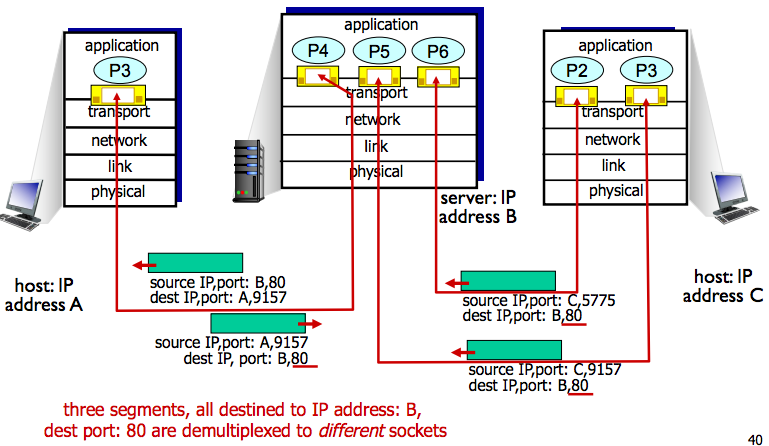 application
P3
transport
network
link
physical
host: IP
address A
application
P4
P5
P6
transport
network
link
physical
server: IP
address B
application
P2
P3
transport
network
link
physical
host: IP
address C
source IP,port: B,80
dest IP,port: A,9157
source IP,port: A,9157
dest IP, port: B,80
source IP,port: C,5775
dest IP,port: B,80
source IP,port: C,9157
dest IP,port: B,80
three segments, all destined to IP address: B,
dest port: 80 are demultiplexed to different sockets
40